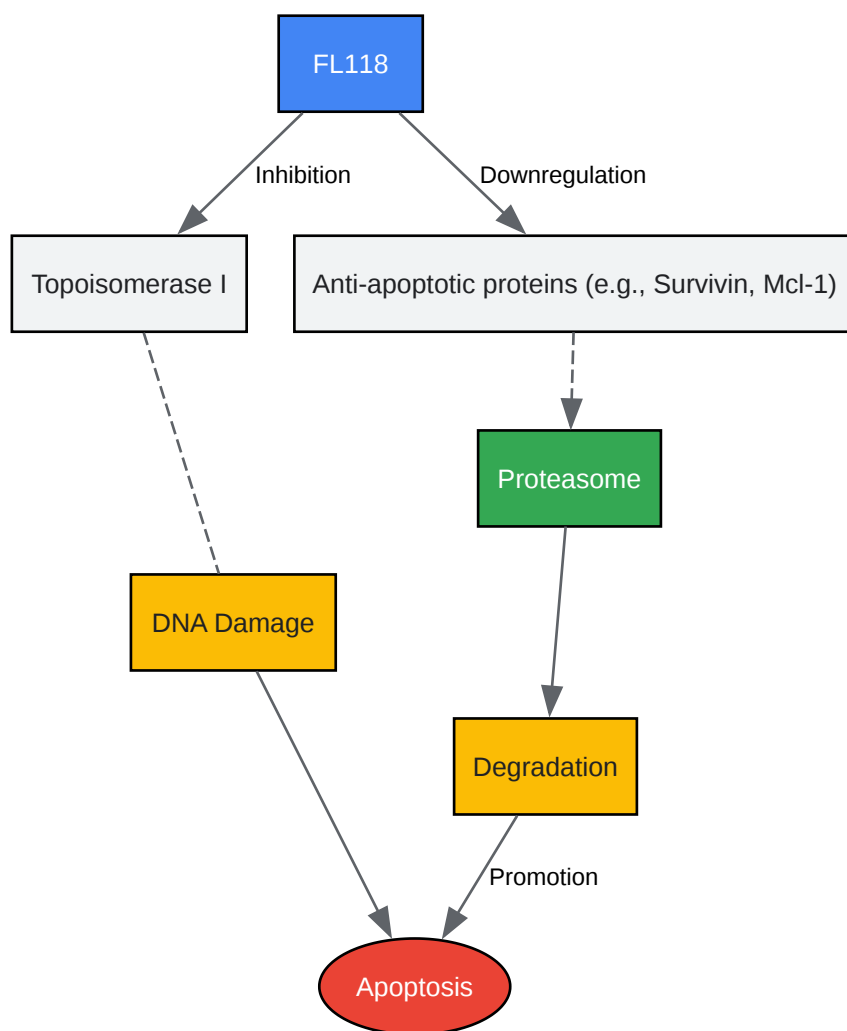 FL118
Inhibition
Downregulation
Topoisomerase I
Anti-apoptotic proteins (e.g., Survivin, Mcl-1)
Proteasome
DNA Damage
Degradation
Promotion
Apoptosis